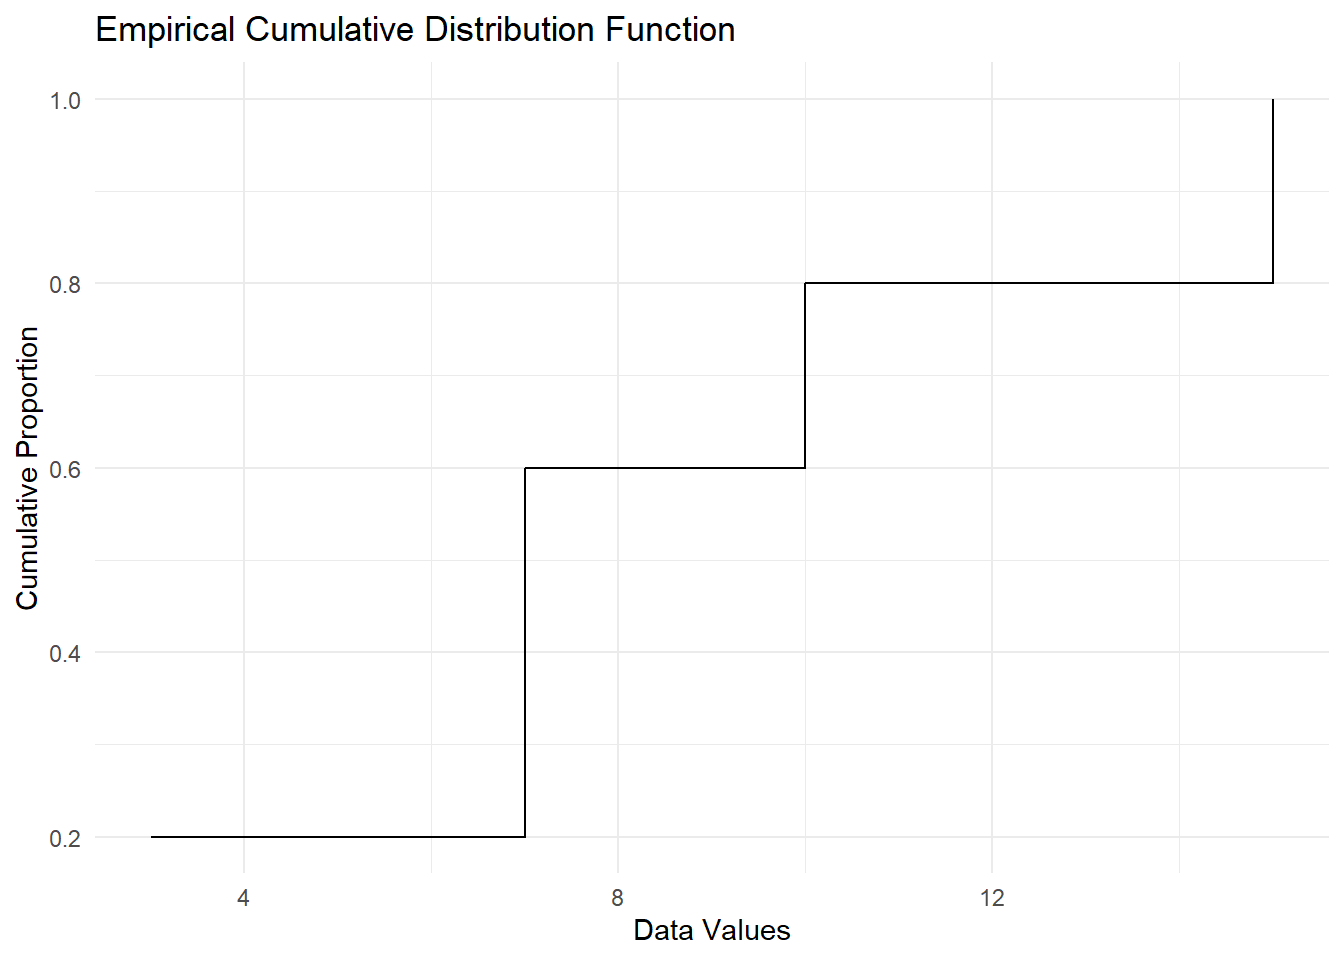 Empirical Cumulative Distribution Function
Cumulative Proportion
1.0
0.8
0.6
0.4
0.2
4 8 12
Data Values